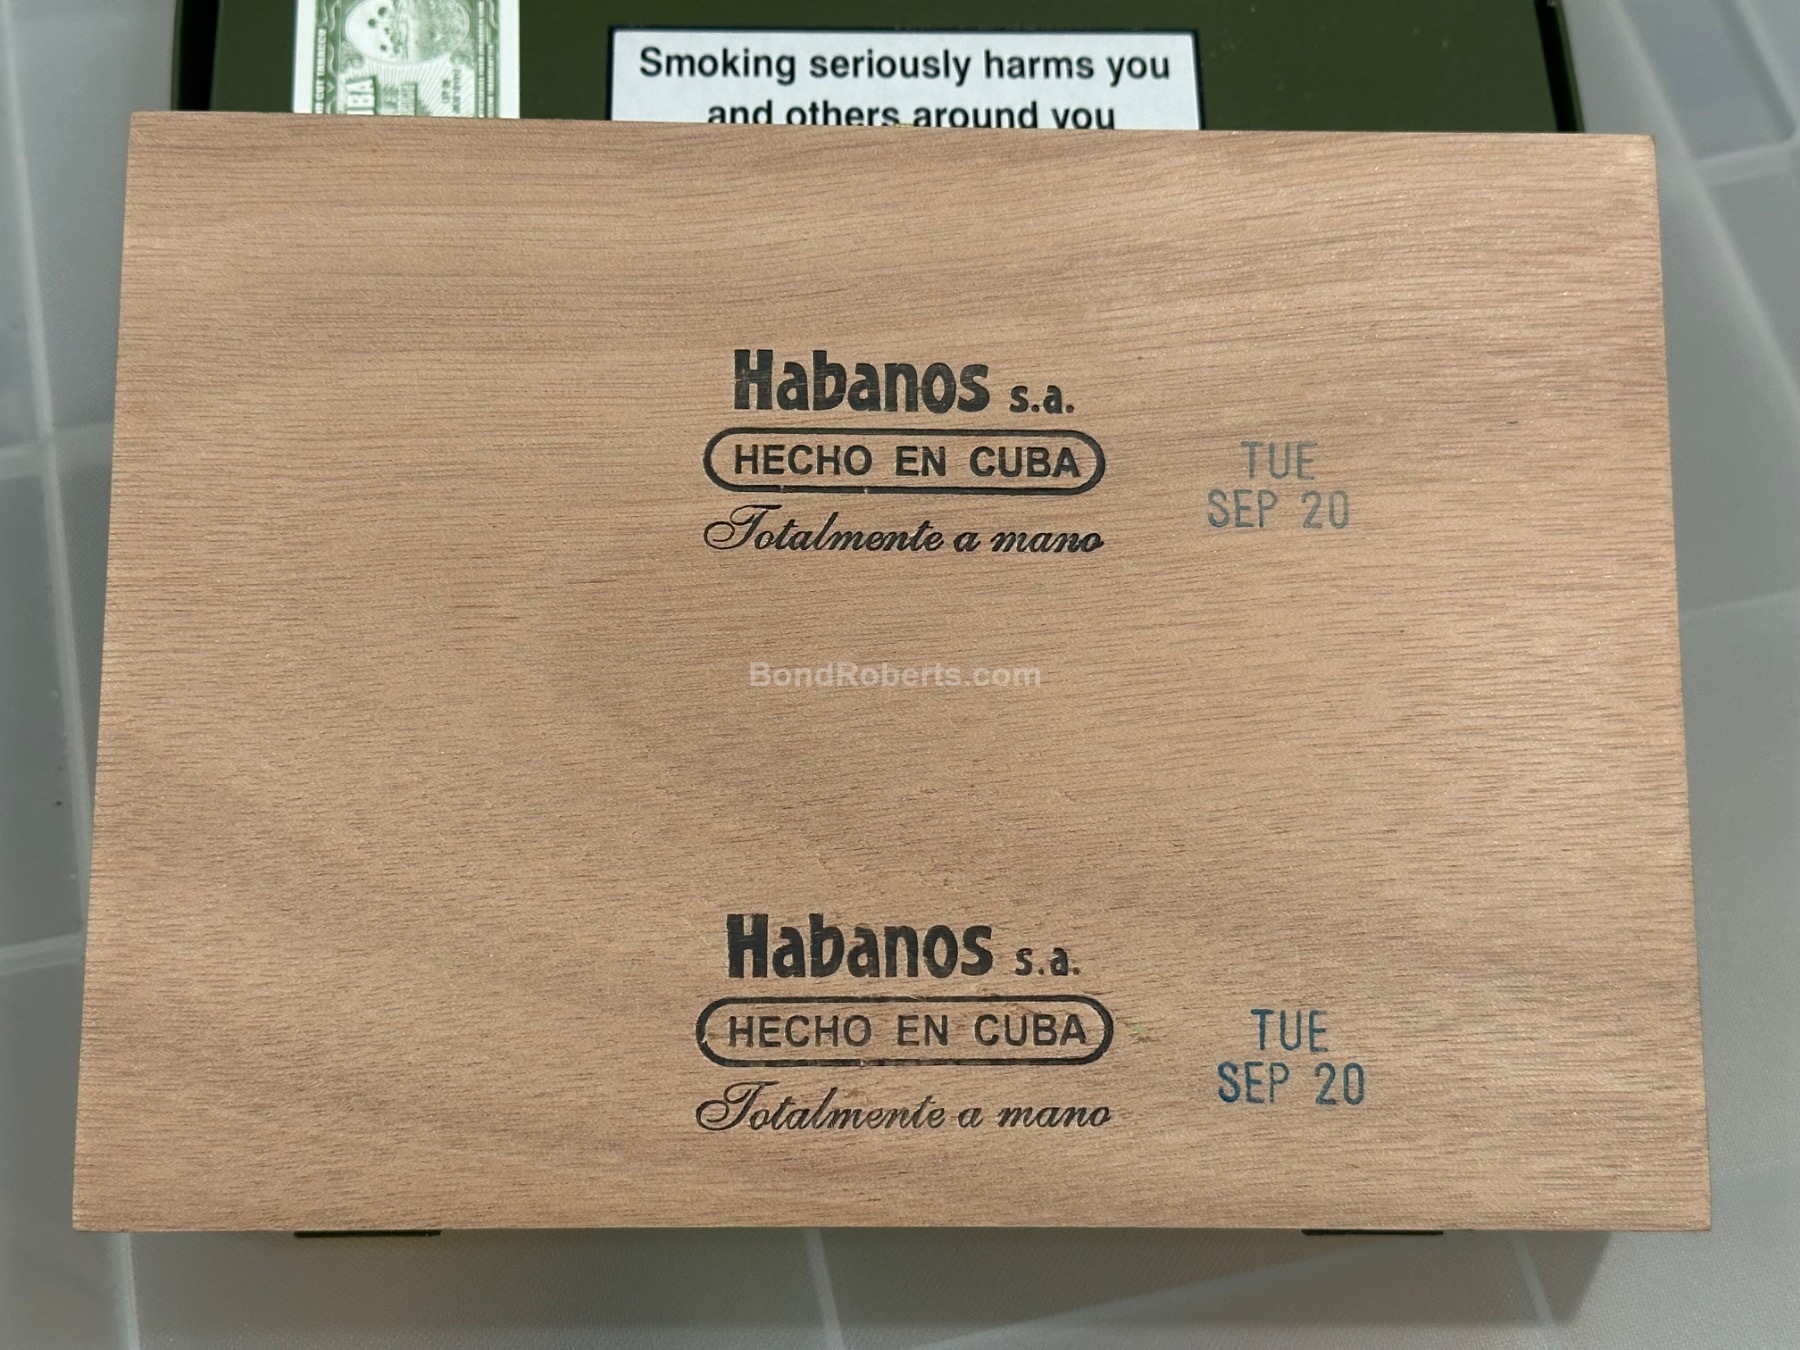 Smoking seriously harms you
and others around you
Habanos s.a.
HECHO EN CUBA
Totalmente a mano
TUE
SEP 20
BondRoberts.com
Habanos s.a.
HECHO EN CUBA
Totalmente a mano
TUE
SEP 20